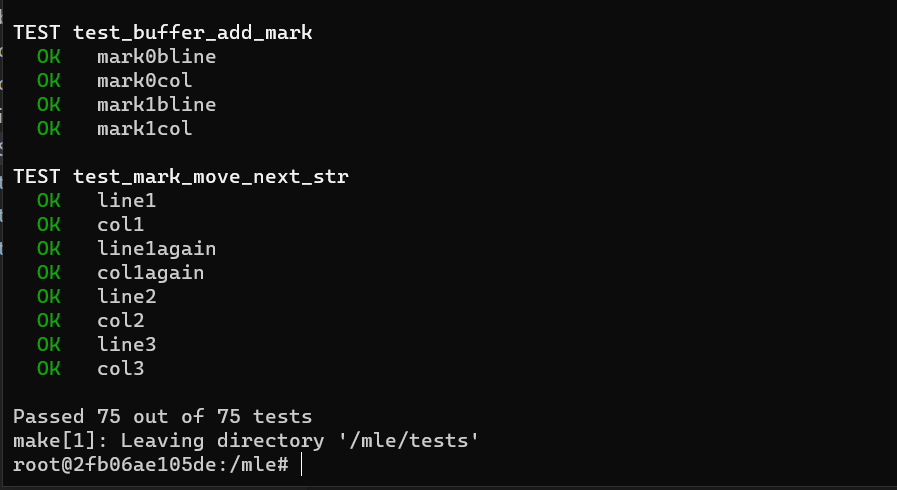 TEST test_buffer_add_mark
OK mark0bline
OK mark0col
OK mark1bline
OK mark1col
TEST test_mark_move_next_str
OK line1
OK col1
OK line1again
OK col1again
OK line2
OK col2
OK line3
OK col3
Passed 75 out of 75 tests
make[1]: Leaving directory '/mle/tests'
root@2fb06ae105de:/mle#